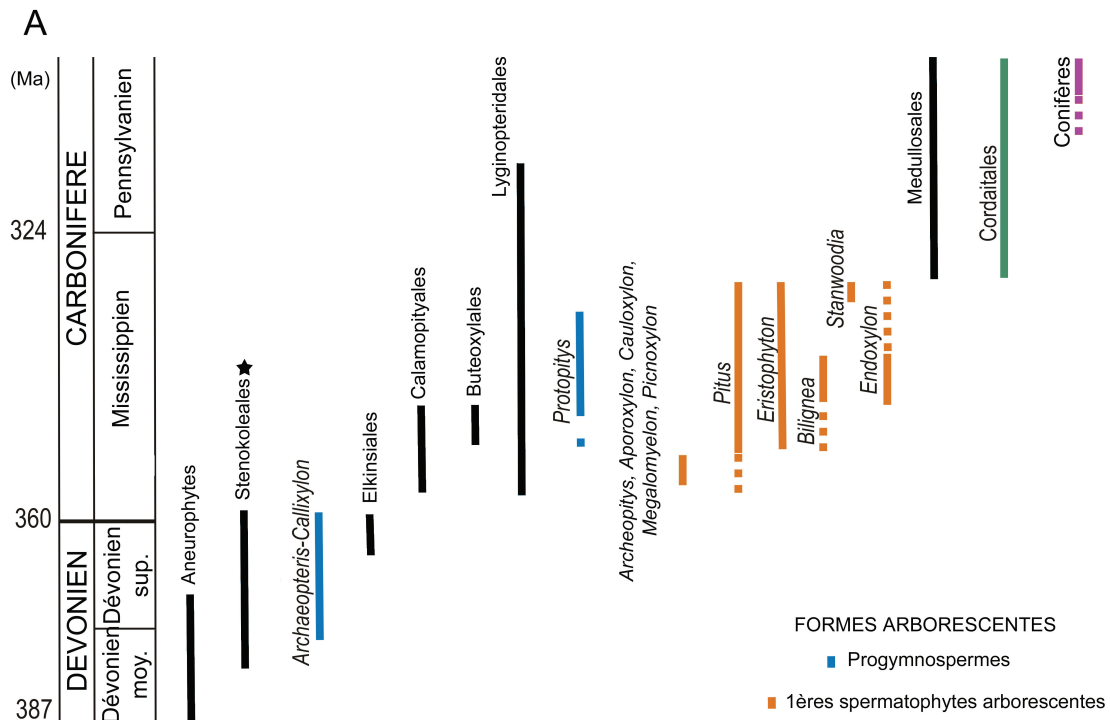 A
(Ma)
CARBONIFERE
Pennsylvanien
324
Mississippien
360
DEVONIEN
Dévonien
sup.
Dévonien
moy.
387
Aneurophytes
Stenokoleales★
Archaeopteris-Callixylon
Elkinsiales
Calamopityales
Buteoxylales
Lyginopteridales
Protopitys
Archeopitys, Aporoxylon, Cauloxylon,
Megalomyelon, Picnoxylon
Pitus
Eristophyton
Bilignea
Stanwoodia
Endoxylon
Medullosales
Cordaitales
Conifères
FORMES ARBORESCENTES
Progymnospermes
1ères spermatophytes arborescentes